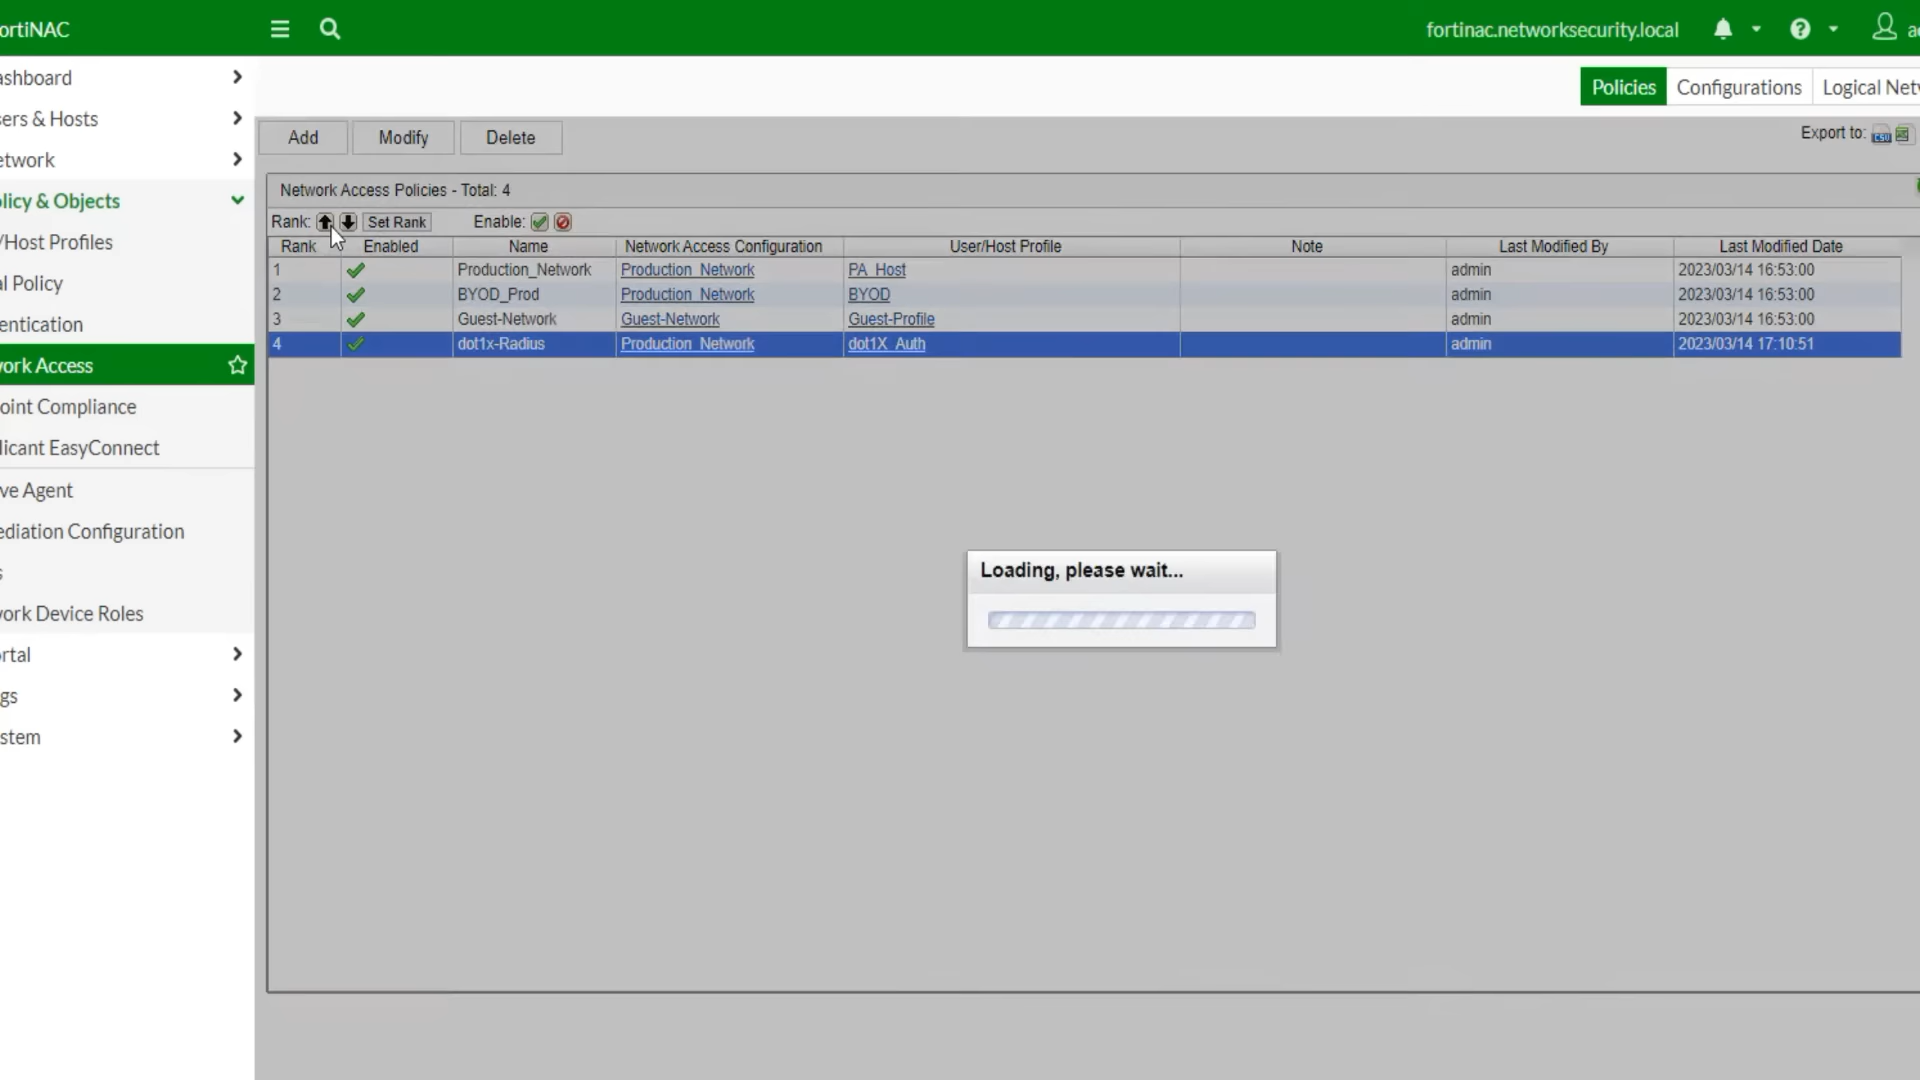 ortiNAC
fortinac.networksecurity.local
ashboard
ers & Hosts
etwork
licy & Objects
/Host Profiles
l Policy
entication
ork Access
oint Compliance
licant EasyConnect
ve Agent
ediation Configuration
s
ork Device Roles
rtal
gs
stem
Policies
Configurations
Logical Net
Add
Modify
Delete
Export to:
Network Access Policies - Total: 4
Rank: Set Rank Enable:
Rank Enabled Name Network Access Configuration User/Host Profile Note Last Modified By Last Modified Date
1 Production_Network Production_Network PA_Host admin 2023/03/14 16:53:00
2 BYOD_Prod Production_Network BYOD admin 2023/03/14 16:53:00
3 Guest-Network Guest-Network Guest-Profile admin 2023/03/14 16:53:00
4 dot1x-Radius Production_Network dot1X_Auth admin 2023/03/14 17:10:51
Loading, please wait...